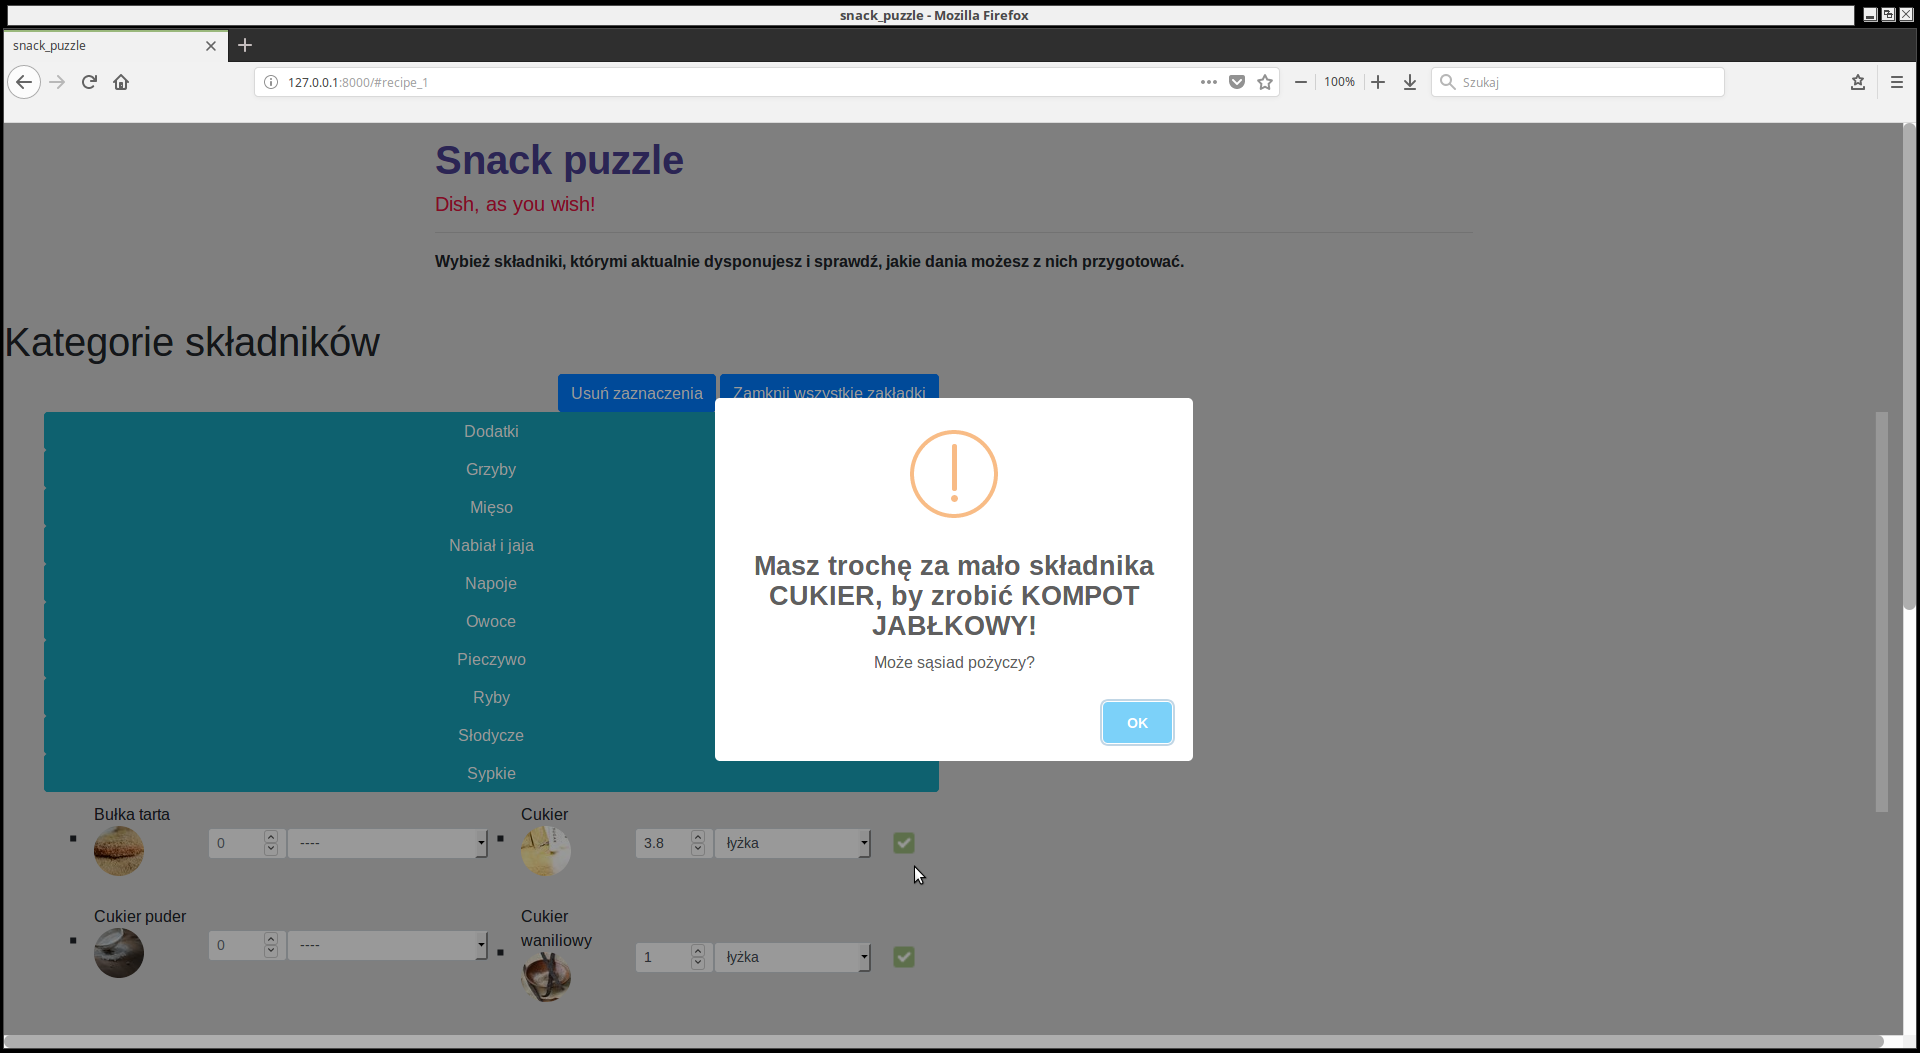 snack_puzzle - Mozilla Firefox
snack_puzzle
127.0.0.1:8000/#recipe_1
100%
Szukaj
Snack puzzle
Dish, as you wish!
Wybież składniki, którymi aktualnie dysponujesz i sprawdź, jakie dania możesz z nich przygotować.
Kategorie składników
Usuń zaznaczenia
Zamknij wszystkie zakładki
Dodatki
Grzyby
Mięso
Nabiał i jaja
Napoje
Owoce
Pieczywo
Ryby
Słodycze
Sypkie
Masz trochę za mało składnika
CUKIER, by zrobić KOMPOT
JABŁKOWY!
Może sąsiad pożyczy?
OK
Bułka tarta
0
----
Cukier
3.8
łyżka
Cukier puder
0
----
Cukier
waniliowy
1
łyżka